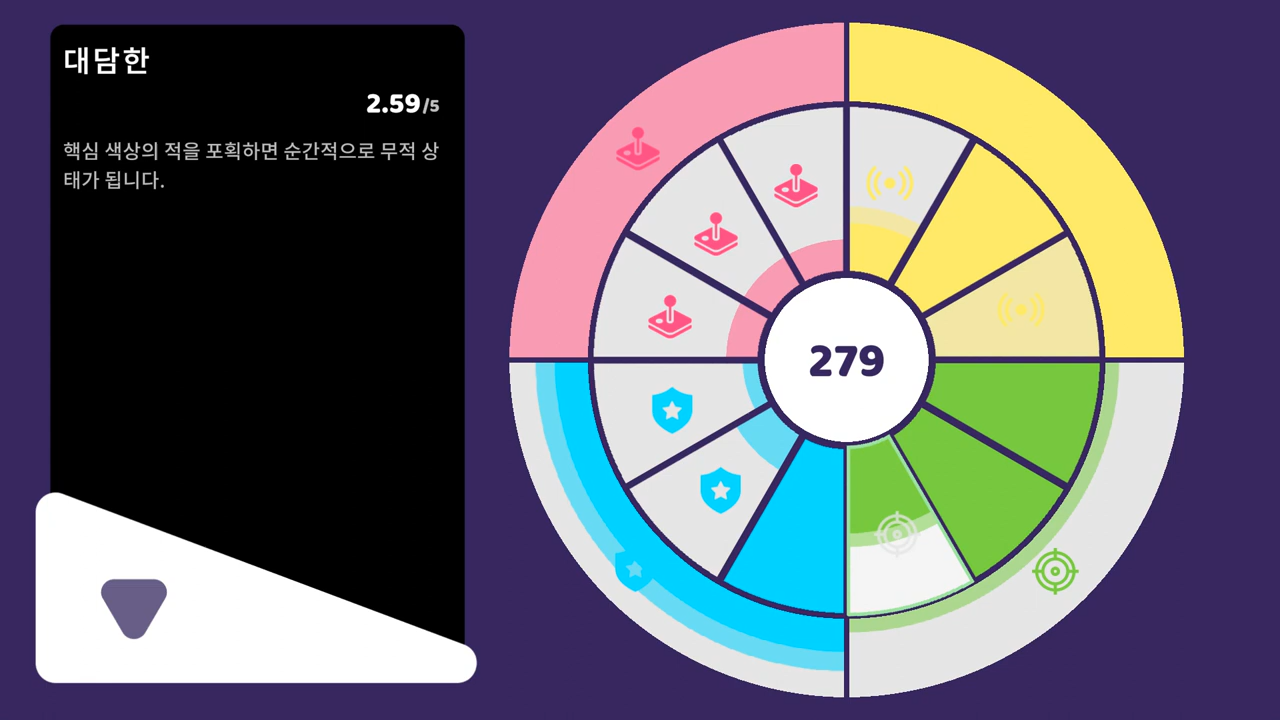 대담한
2.59/5
핵심 색상의 적을 포획하면 순간적으로 무적 상
태가 됩니다.
279